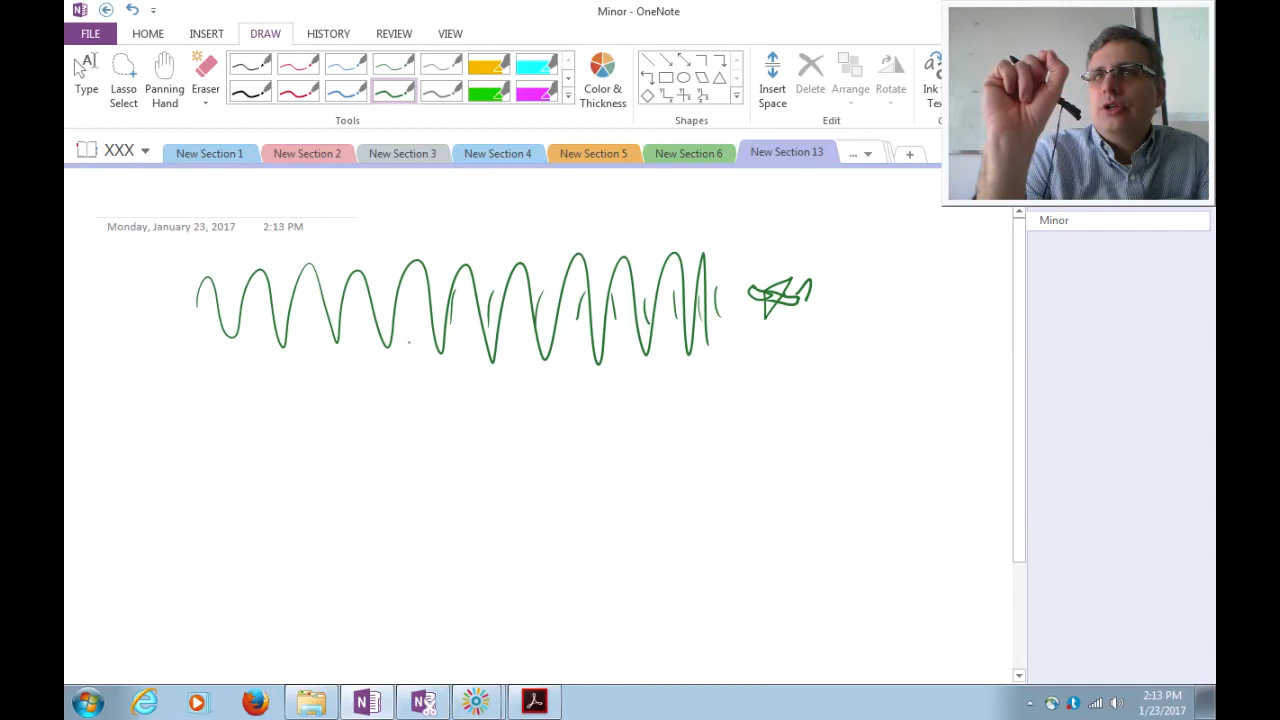 Minor - OneNote
FILE HOME INSERT DRAW HISTORY REVIEW VIEW
Type
Lasso Select
Panning Hand
Eraser
Color & Thickness
Insert Space
Delete
Arrange
Rotate
Ink to
Tools
Shapes
Edit
XXX
New Section 1
New Section 2
New Section 3
New Section 4
New Section 5
New Section 6
New Section 13
...
Minor
Monday, January 23, 2017 2:13 PM
2:13 PM
1/23/2017